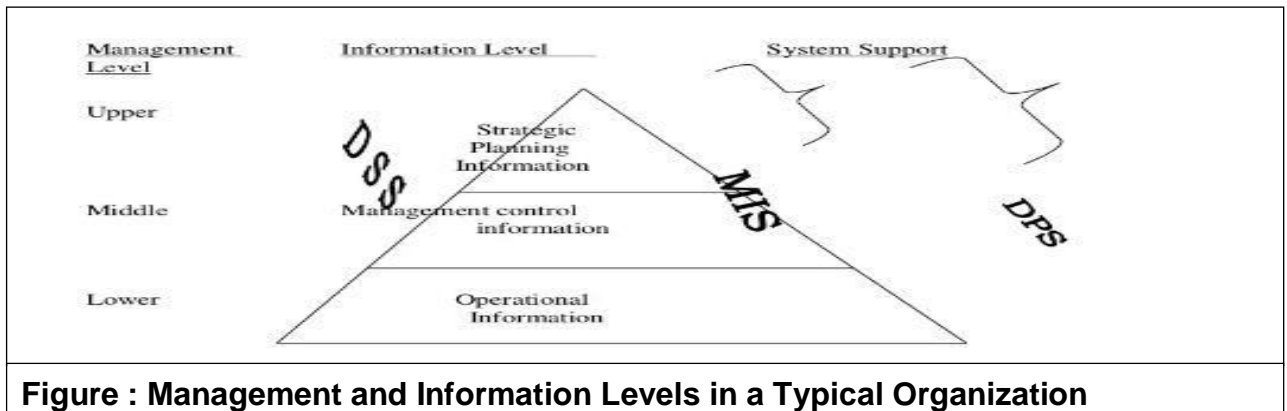 Management Level
Information Level
System Support
Upper
Strategic
Planning
Information
DSS
MIS
DPS
Middle
Management control
information
Lower
Operational
Information
Figure : Management and Information Levels in a Typical Organization